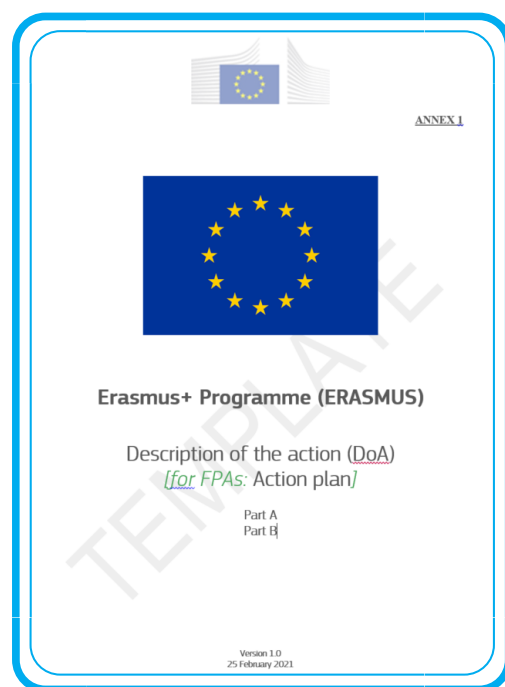 ANNEX 1
TEMPLATE
Erasmus+ Programme (ERASMUS)
Description of the action (DoA)
[for FPAs: Action plan]
Part A
Part B
Version 1.0
25 February 2021